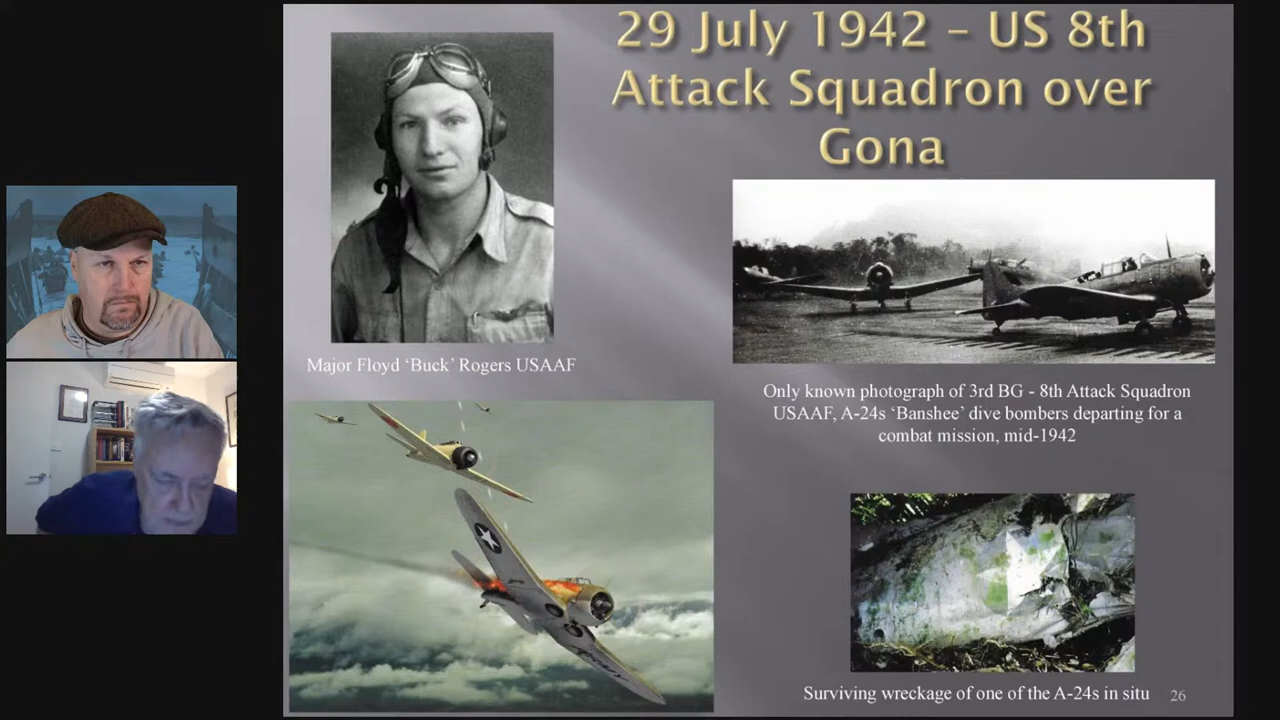 29 July 1942 – US 8th
Attack Squadron over
Gona
Major Floyd ‘Buck’ Rogers USAAF
Only known photograph of 3rd BG - 8th Attack Squadron
USAAF, A-24s ‘Banshee’ dive bombers departing for a
combat mission, mid-1942
Surviving wreckage of one of the A-24s in situ
26